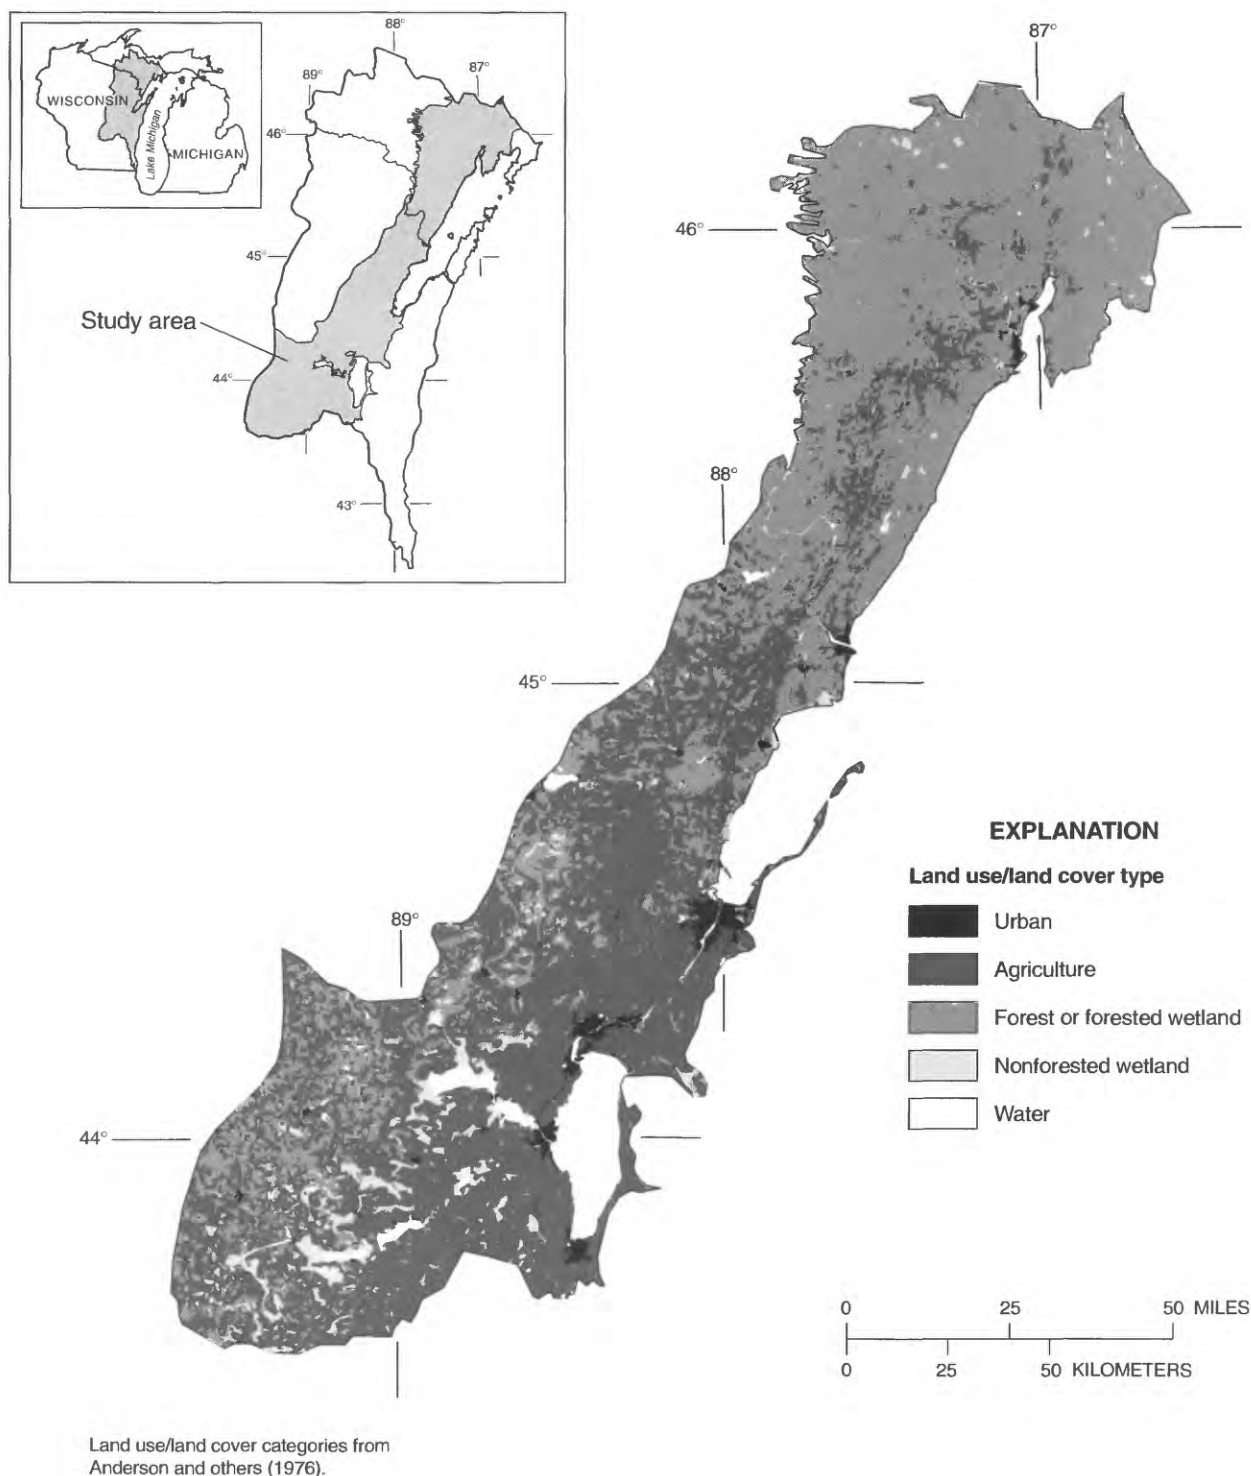 WISCONSIN
MICHIGAN
Lake Michigan
88°
89°
87°
46°
45°
44°
43°
Study area
87°
46°
88°
45°
89°
44°
EXPLANATION
Land use/land cover type
Urban
Agriculture
Forest or forested wetland
Nonforested wetland
Water
0 25 50 MILES
0 25 50 KILOMETERS
Land use/land cover categories from
Anderson and others (1976).